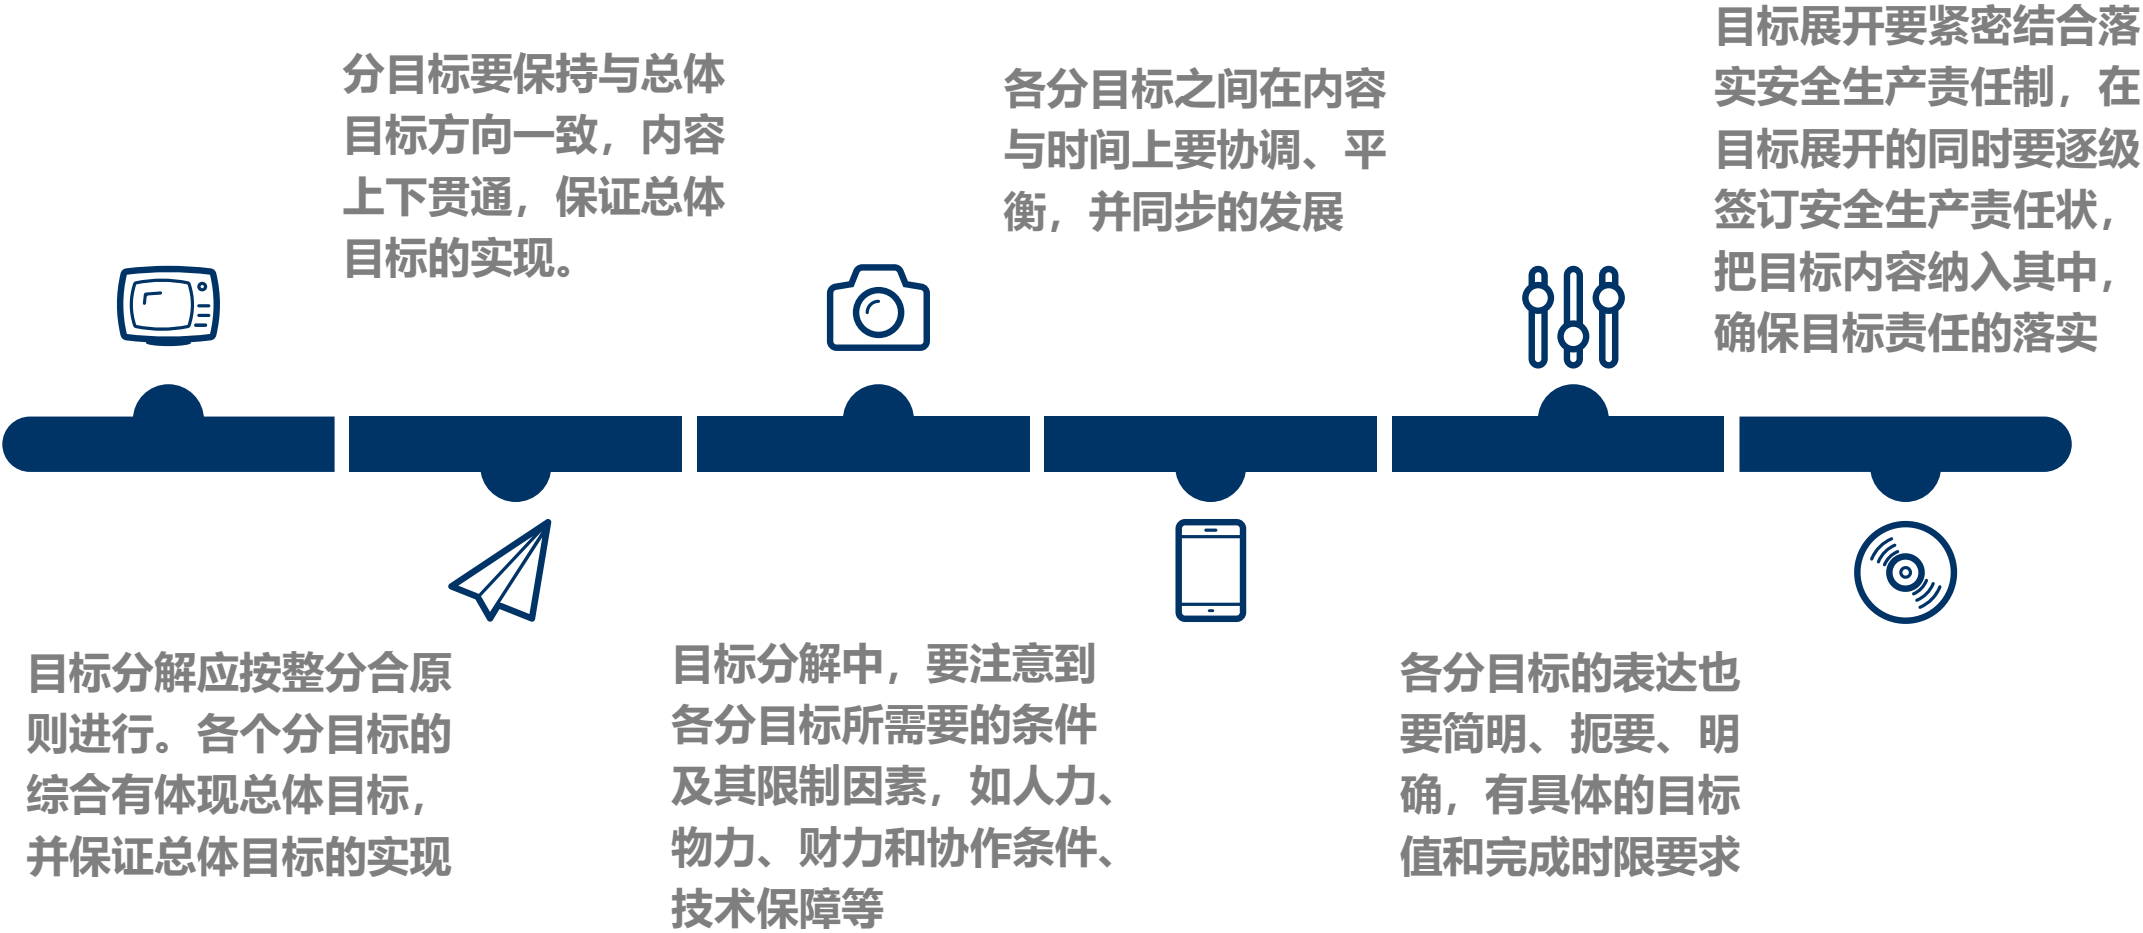 目标分解应按整分合原
则进行。各个分目标的
综合有体现总体目标，
并保证总体目标的实现
分目标要保持与总体
目标方向一致，内容
上下贯通，保证总体
目标的实现。
目标分解中，要注意到
各分目标所需要的条件
及其限制因素，如人力、
物力、财力和协作条件、
技术保障等
各分目标之间在内容
与时间上要协调、平
衡，并同步的发展
各分目标的表达也
要简明、扼要、明
确，有具体的目标
值和完成时限要求
目标展开要紧密结合落
实安全生产责任制，在
目标展开的同时要逐级
签订安全生产责任状，
把目标内容纳入其中，
确保目标责任的落实